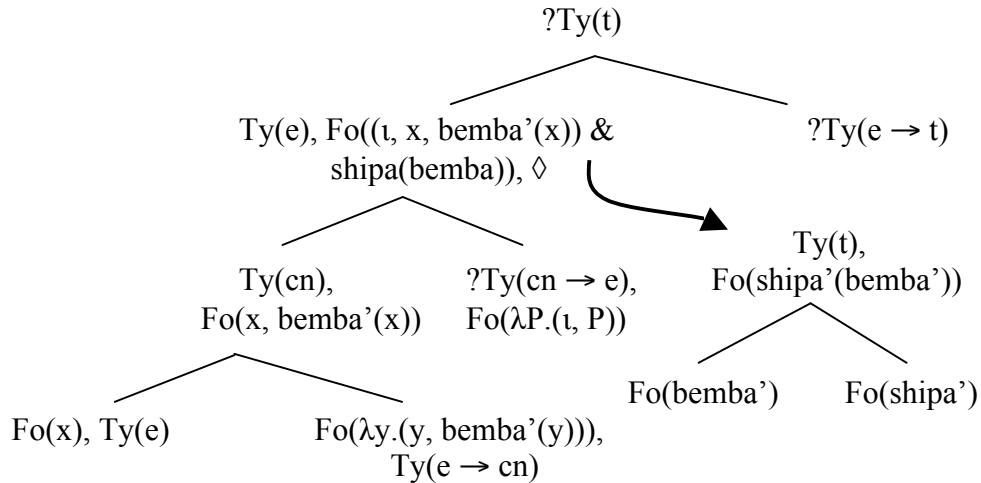 ?Ty(t)
Ty(e), Fo((ι, x, bemba’(x)) &
shipa(bemba)), ◊
?Ty(e → t)
Ty(cn),
Fo(x, bemba’(x))
?Ty(cn → e),
Fo(λP.(ι, P))
Ty(t),
Fo(shipa’(bemba’))
Fo(x), Ty(e)
Fo(λy.(y, bemba’(y))),
Ty(e → cn)
Fo(bemba’)
Fo(shipa’)